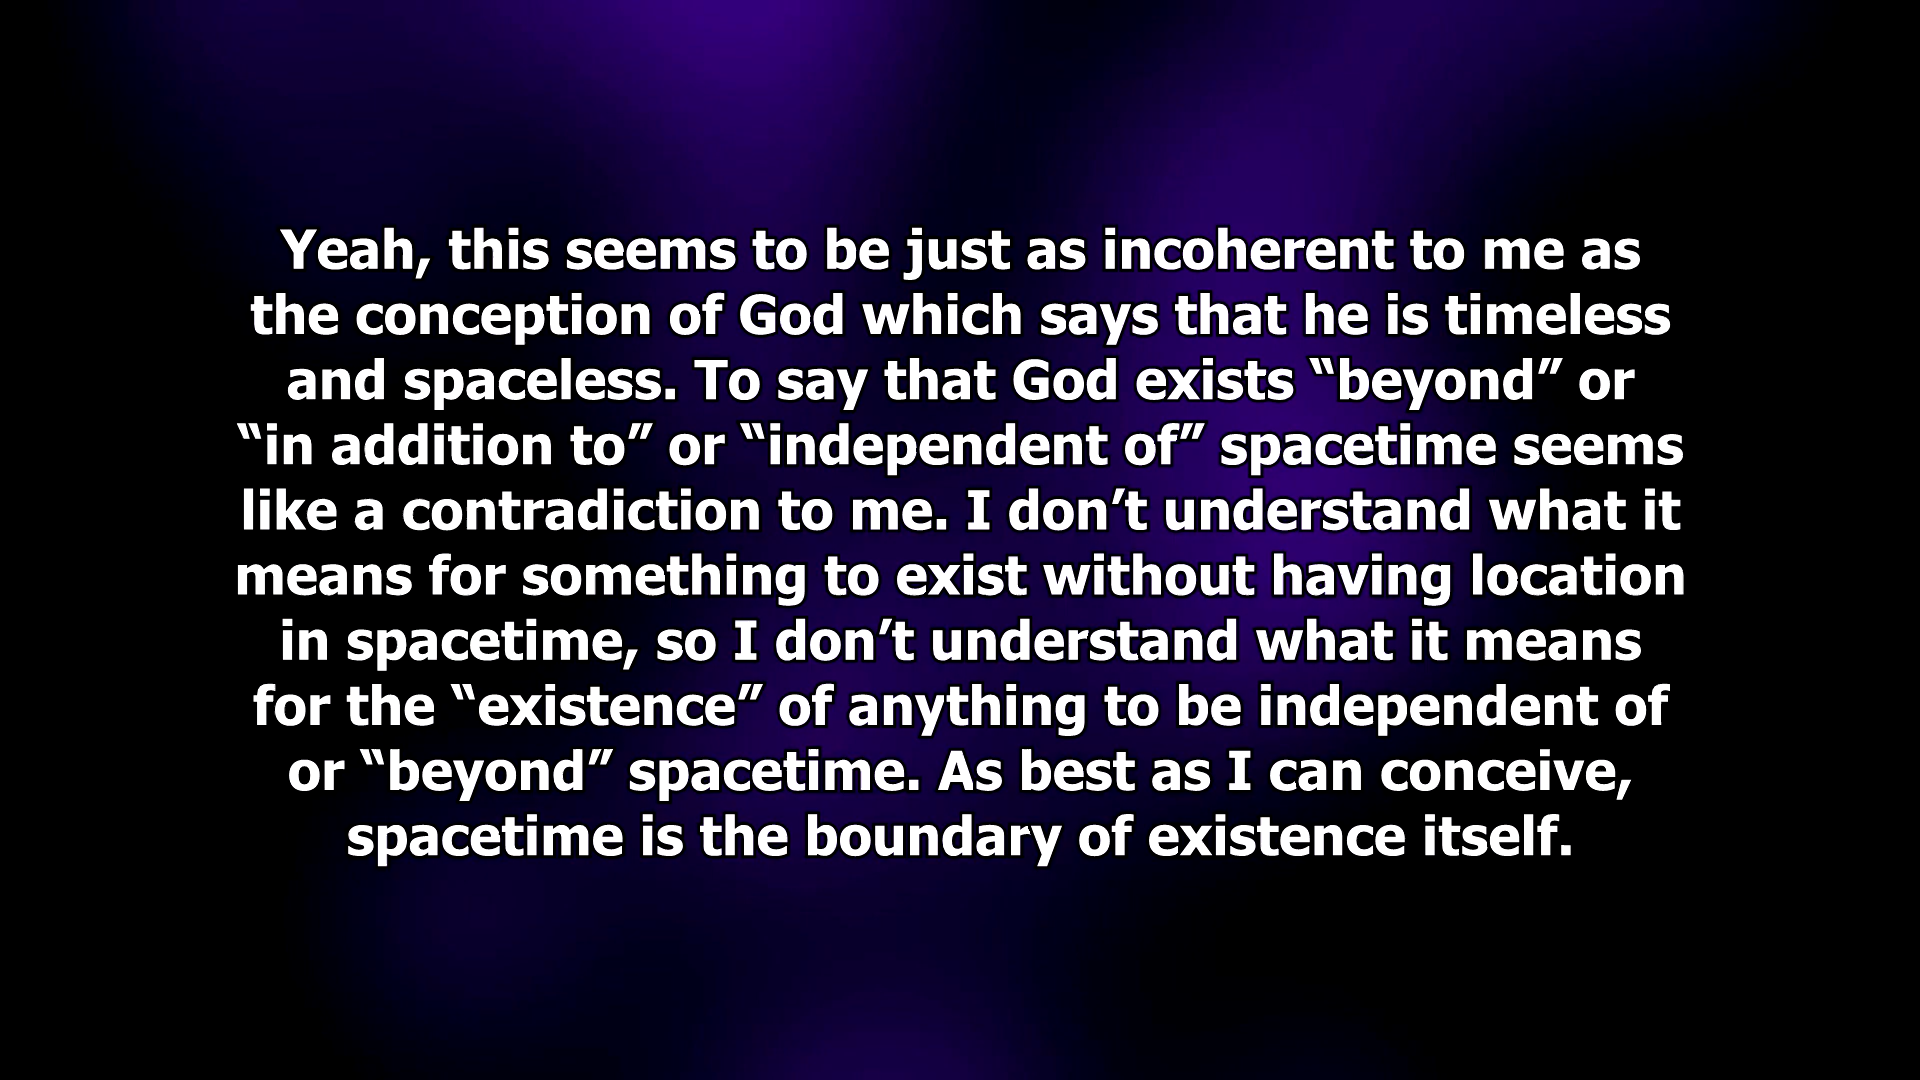 Yeah, this seems to be just as incoherent to me as
the conception of God which says that he is timeless
and spaceless. To say that God exists “beyond” or
“in addition to” or “independent of” spacetime seems
like a contradiction to me. I don’t understand what it
means for something to exist without having location
in spacetime, so I don’t understand what it means
for the “existence” of anything to be independent of
or “beyond” spacetime. As best as I can conceive,
spacetime is the boundary of existence itself.